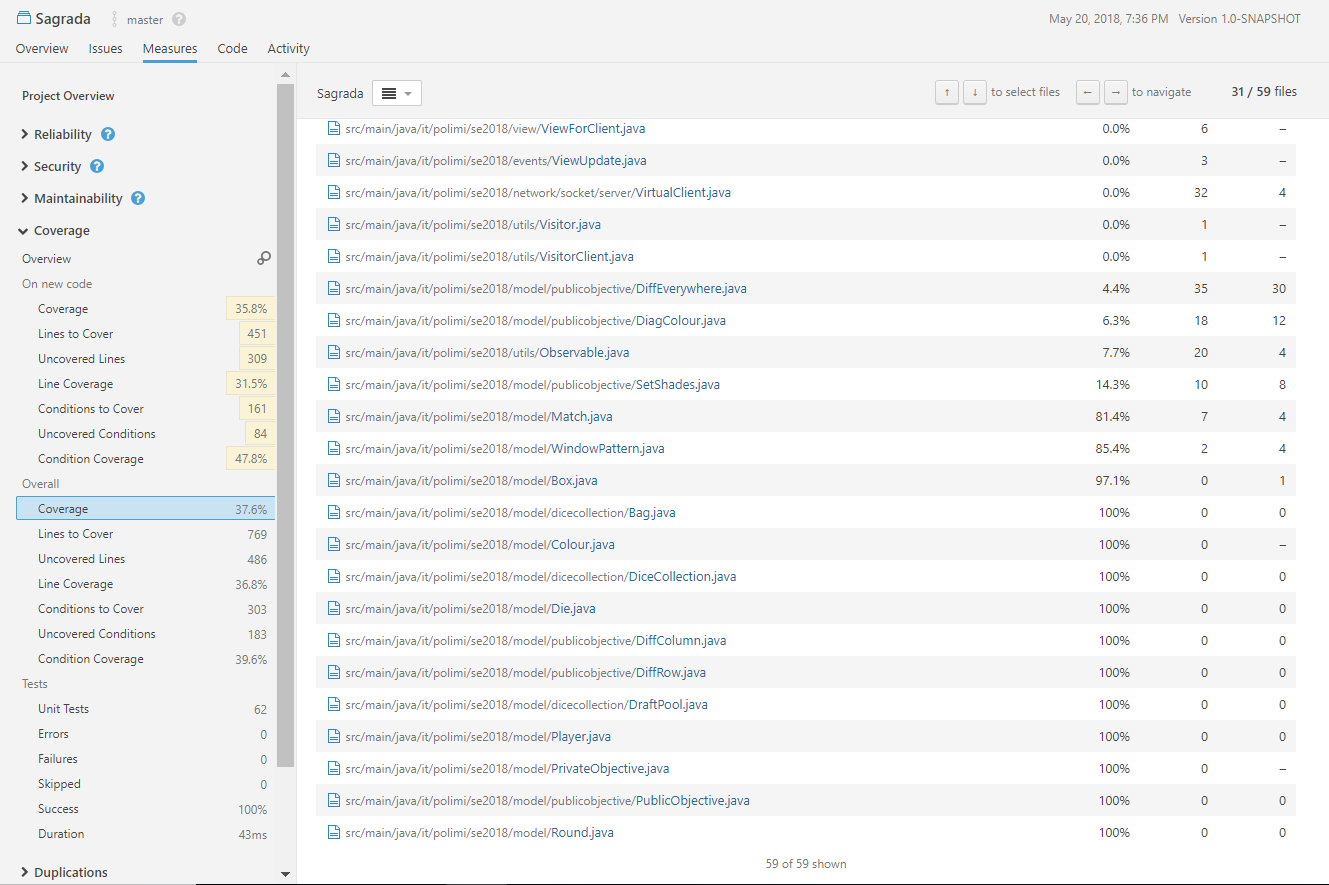 Sagrada master ? May 20, 2018, 7:36 PM Version 1.0-SNAPSHOT
Overview Issues Measures Code Activity
Project Overview
Reliability ?
Security ?
Maintainability ?
Coverage
Overview
On new code
Coverage 35.8%
Lines to Cover 451
Uncovered Lines 309
Line Coverage 31.5%
Conditions to Cover 161
Uncovered Conditions 84
Condition Coverage 47.8%
Overall
Coverage 37.6%
Lines to Cover 769
Uncovered Lines 486
Line Coverage 36.8%
Conditions to Cover 303
Uncovered Conditions 183
Condition Coverage 39.6%
Tests
Unit Tests 62
Errors 0
Failures 0
Skipped 0
Success 100%
Duration 43ms
Duplications
Sagrada ↑ ↓ to select files ← → to navigate 31 / 59 files
src/main/java/it/polimi/se2018/view/ViewForClient.java 0.0% 6 –
src/main/java/it/polimi/se2018/events/ViewUpdate.java 0.0% 3 –
src/main/java/it/polimi/se2018/network/socket/server/VirtualClient.java 0.0% 32 4
src/main/java/it/polimi/se2018/utils/Visitor.java 0.0% 1 –
src/main/java/it/polimi/se2018/utils/VisitorClient.java 0.0% 1 –
src/main/java/it/polimi/se2018/model/publicobjective/DiffEverywhere.java 4.4% 35 30
src/main/java/it/polimi/se2018/model/publicobjective/DiagColour.java 6.3% 18 12
src/main/java/it/polimi/se2018/utils/Observable.java 7.7% 20 4
src/main/java/it/polimi/se2018/model/publicobjective/SetShades.java 14.3% 10 8
src/main/java/it/polimi/se2018/model/Match.java 81.4% 7 4
src/main/java/it/polimi/se2018/model/WindowPattern.java 85.4% 2 4
src/main/java/it/polimi/se2018/model/Box.java 97.1% 0 1
src/main/java/it/polimi/se2018/model/dicecollection/Bag.java 100% 0 0
src/main/java/it/polimi/se2018/model/Colour.java 100% 0 –
src/main/java/it/polimi/se2018/model/dicecollection/DiceCollection.java 100% 0 0
src/main/java/it/polimi/se2018/model/Die.java 100% 0 0
src/main/java/it/polimi/se2018/model/publicobjective/DiffColumn.java 100% 0 0
src/main/java/it/polimi/se2018/model/publicobjective/DiffRow.java 100% 0 0
src/main/java/it/polimi/se2018/model/dicecollection/DraftPool.java 100% 0 0
src/main/java/it/polimi/se2018/model/Player.java 100% 0 0
src/main/java/it/polimi/se2018/model/PrivateObjective.java 100% 0 –
src/main/java/it/polimi/se2018/model/publicobjective/PublicObjective.java 100% 0 0
src/main/java/it/polimi/se2018/model/Round.java 100% 0 0
59 of 59 shown